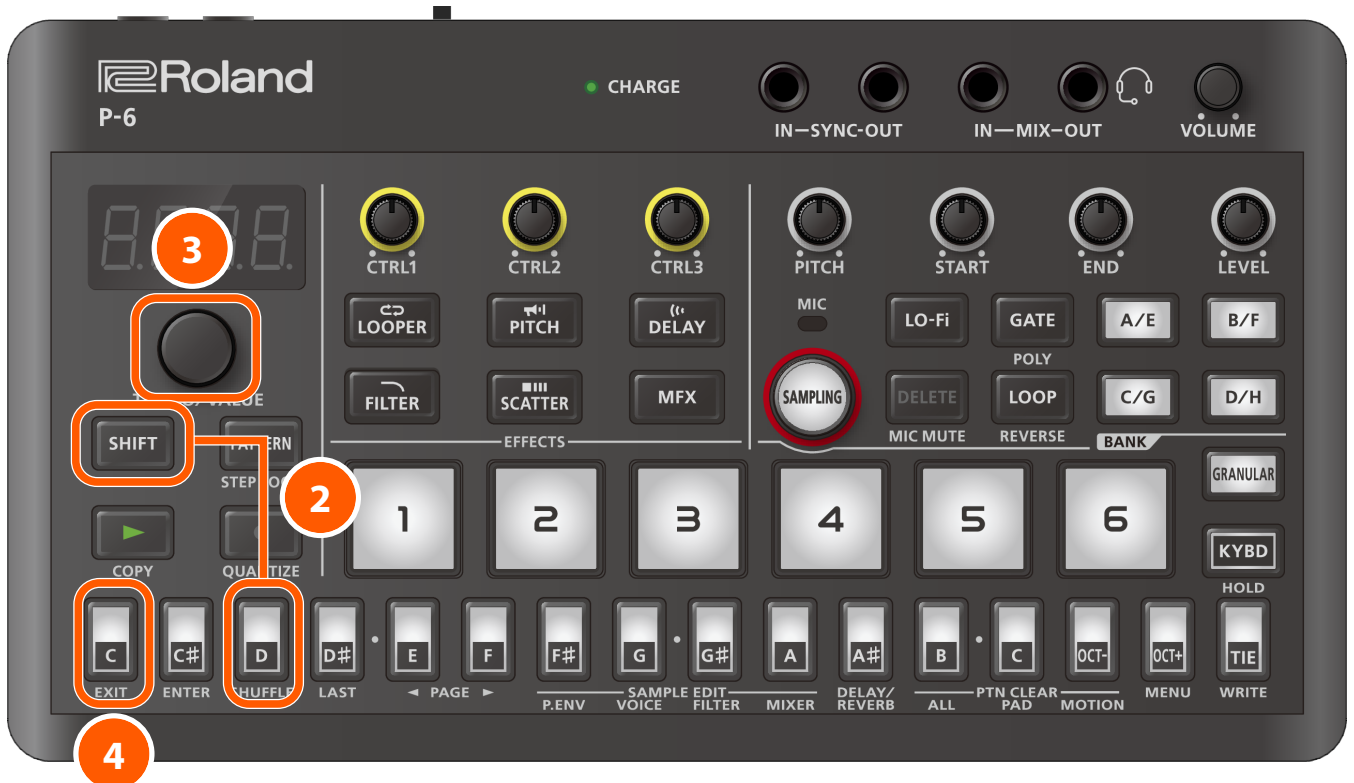 Roland
P-6
CHARGE
IN—SYNC-OUT
IN—MIX—OUT
VOLUME
3
CTRL1
CTRL2
CTRL3
PITCH
START
END
LEVEL
LOOPER
PITCH
DELAY
MIC
LO-Fi
GATE
A/E
B/F
POLY
VALUE
FILTER
SCATTER
MFX
SAMPLING
DELETE
LOOP
C/G
D/H
SHIFT
EFFECTS
MIC MUTE
REVERSE
BANK
2
1
2
3
4
5
6
GRANULAR
COPY
KYBD
HOLD
C
C#
D
D#
E
F
F#
G
G#
A
A#
B
C
OCT-
OCT+
TIE
EXIT
ENTER
SHUFFLE
LAST
◄ PAGE ►
P.ENV
VOICE
SAMPLE EDIT
FILTER
MIXER
DELAY/
REVERB
ALL
PTN CLEAR
PAD
MOTION
MENU
WRITE
4